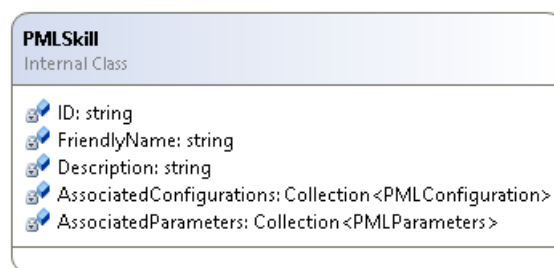 PMLSkill
Internal Class
ID: string
FriendlyName: string
Description: string
AssociatedConfigurations: Collection<PMLConfiguration>
AssociatedParameters: Collection<PMLParameters>